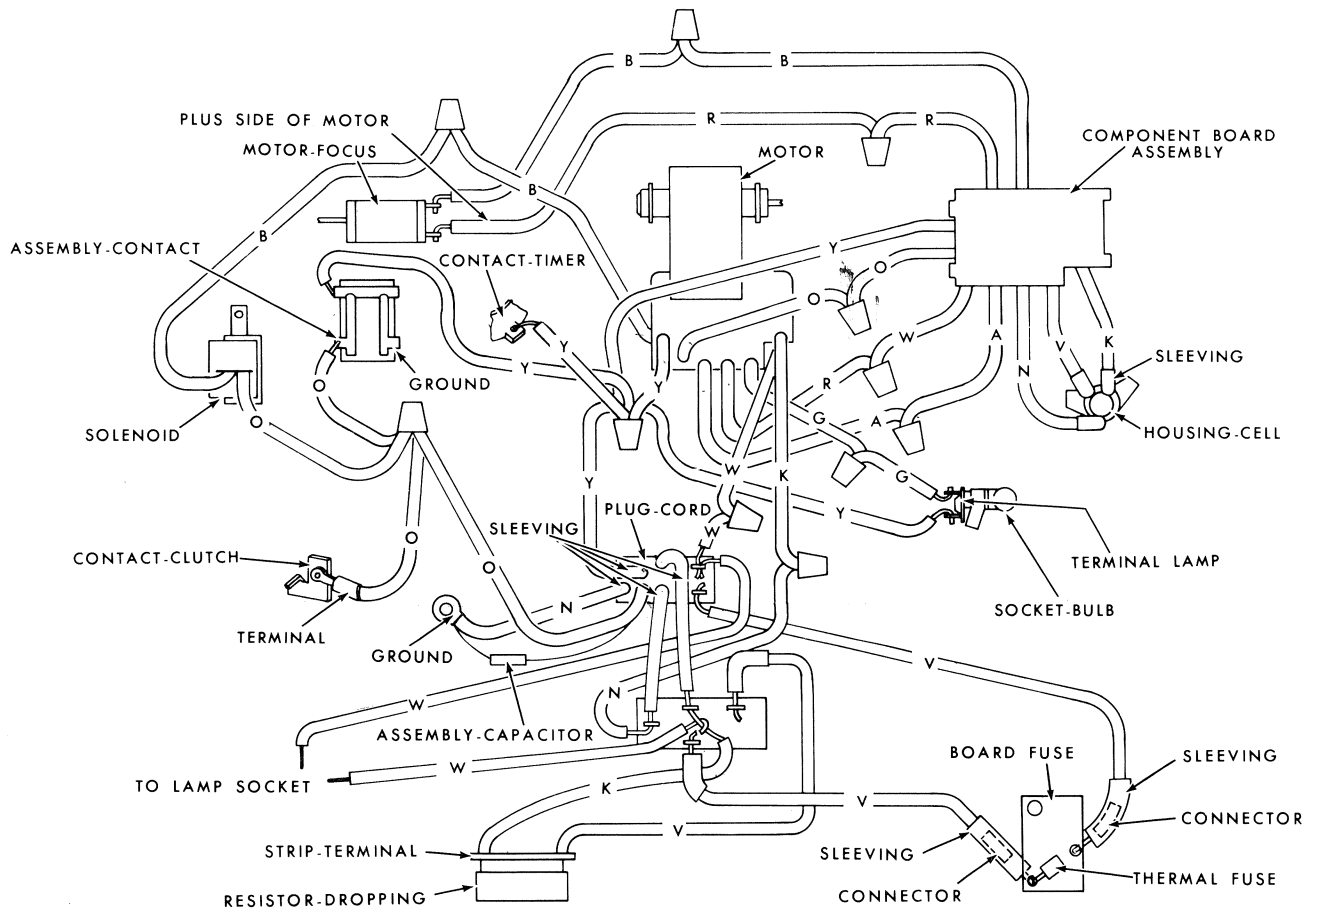 B
B
PLUS SIDE OF MOTOR
R
R
MOTOR-FOCUS
MOTOR
COMPONENT BOARD
ASSEMBLY
B
B
ASSEMBLY-CONTACT
CONTACT-TIMER
Y
O
O
W
A
V
K
SLEEVING
GROUND
Y
Y
Y
N
O
SOLENOID
O
R
G
A
HOUSING-CELL
W
K
G
Y
PLUG-CORD
SLEEVING
Y
W
CONTACT-CLUTCH
O
O
TERMINAL LAMP
SOCKET-BULB
TERMINAL
N
GROUND
V
N
W
ASSEMBLY-CAPACITOR
BOARD FUSE
SLEEVING
TO LAMP SOCKET
W
K
V
CONNECTOR
V
STRIP-TERMINAL
SLEEVING
RESISTOR-DROPPING
CONNECTOR
THERMAL FUSE